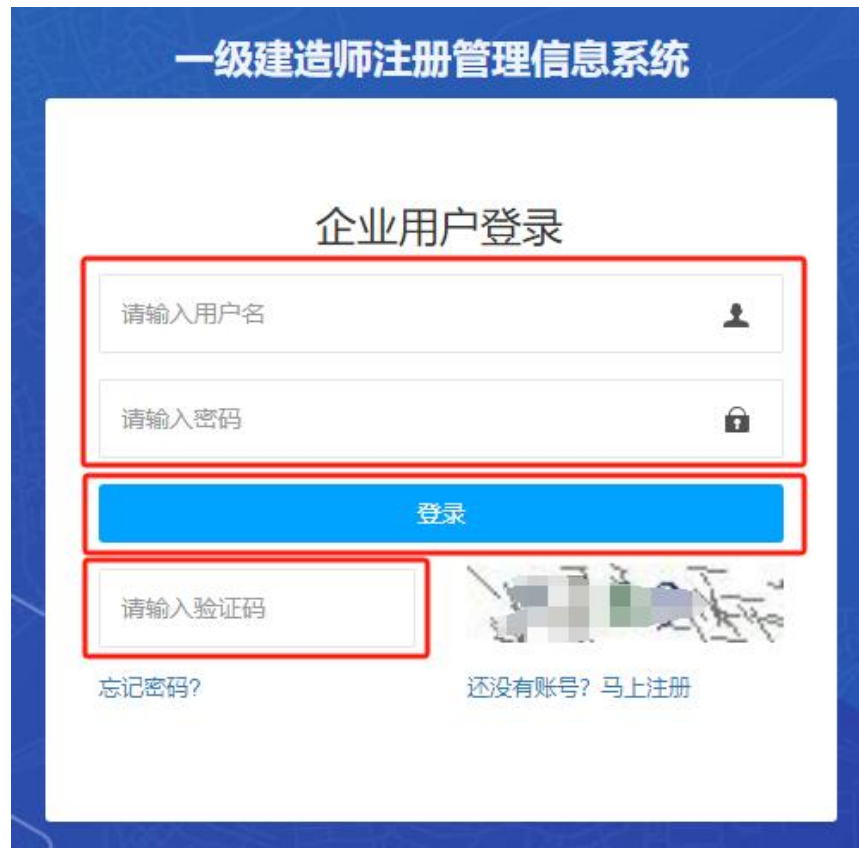 一级建造师注册管理信息系统
企业用户登录
请输入用户名
请输入密码
登录
请输入验证码
忘记密码?
还没有账号? 马上注册